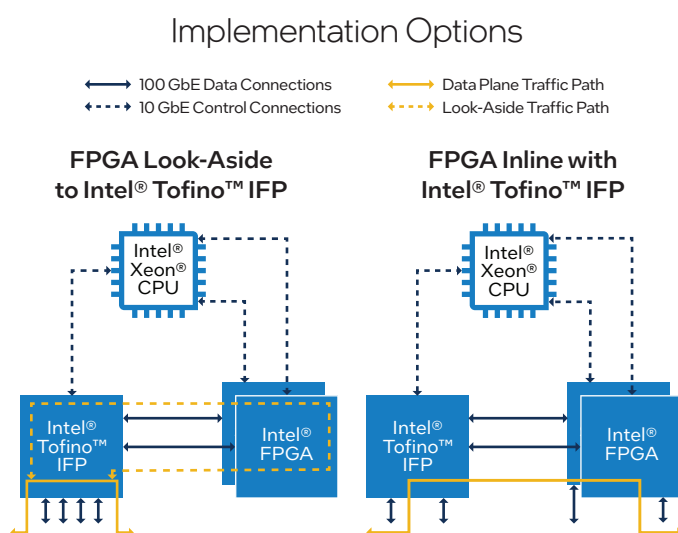 Implementation Options
100 GbE Data Connections
10 GbE Control Connections
Data Plane Traffic Path
Look-Aside Traffic Path
FPGA Look-Aside
to Intel® Tofino™ IFP
Intel®
Xeon®
CPU
Intel®
Tofino™
IFP
Intel®
FPGA
FPGA Inline with
Intel® Tofino™ IFP
Intel®
Xeon®
CPU
Intel®
Tofino™
IFP
Intel®
FPGA